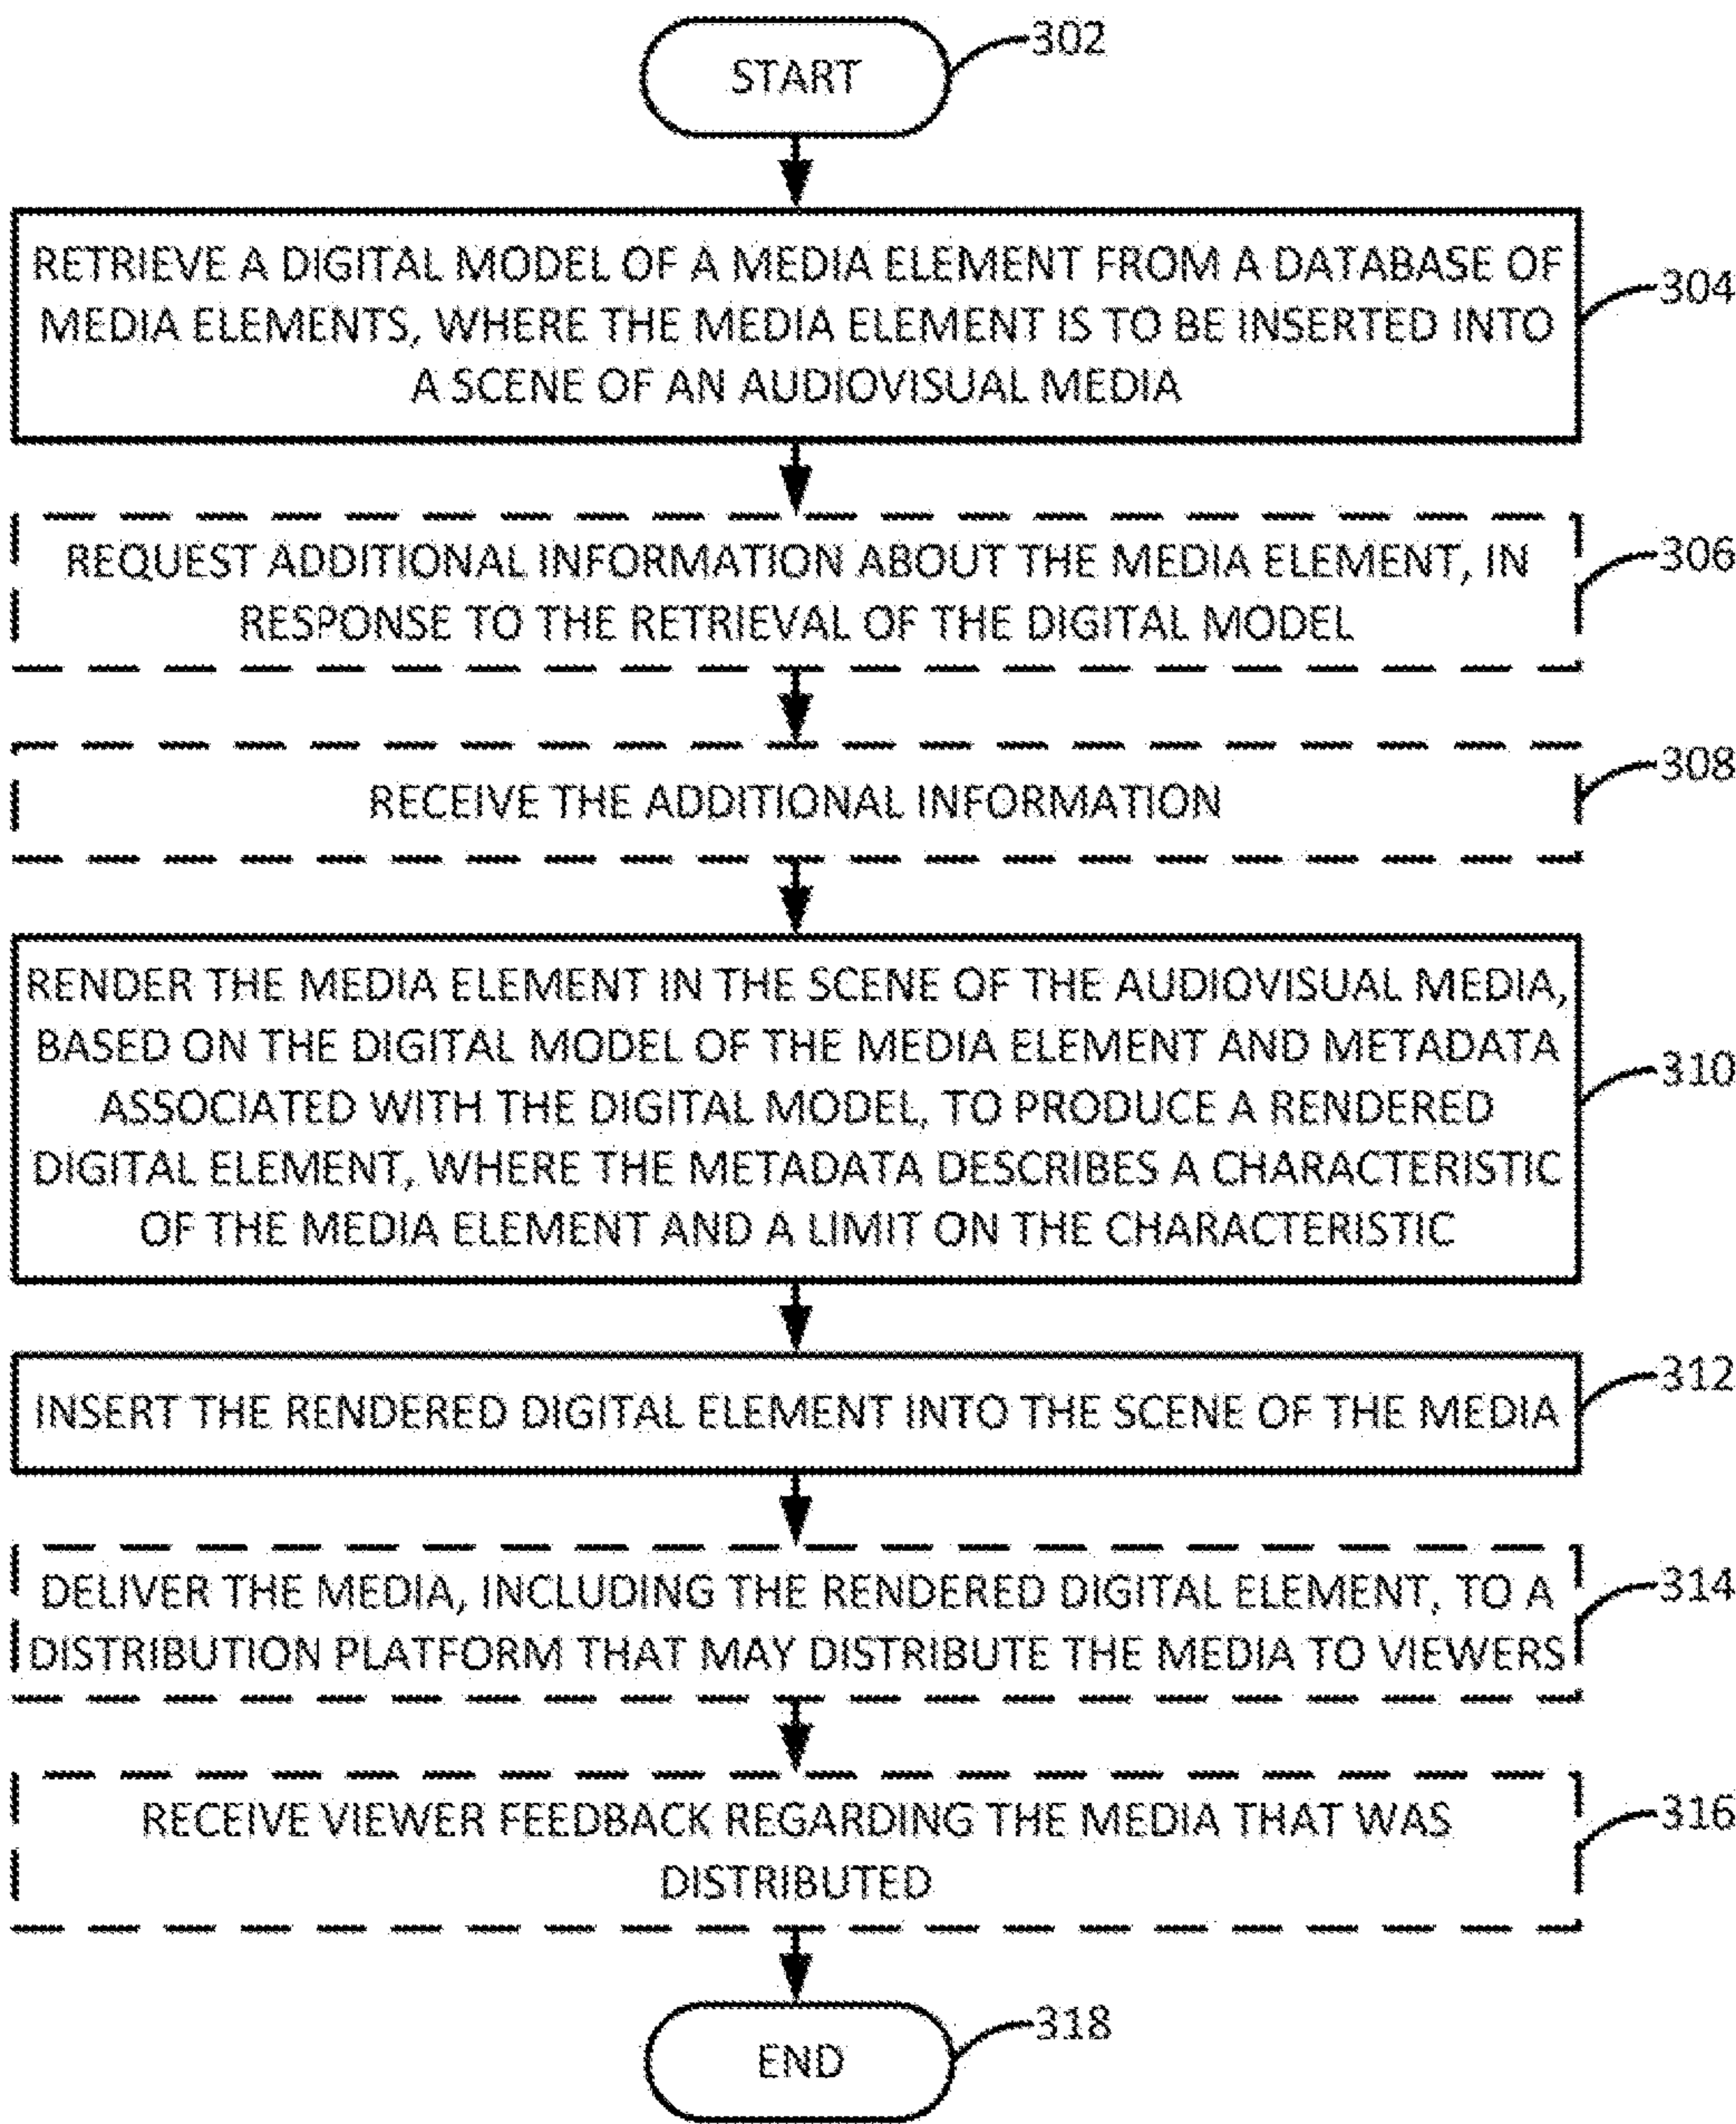 START
302
RETRIEVE A DIGITAL MODEL OF A MEDIA ELEMENT FROM A DATABASE OF
MEDIA ELEMENTS, WHERE THE MEDIA ELEMENT IS TO BE INSERTED INTO
A SCENE OF AN AUDIOVISUAL MEDIA
304
REQUEST ADDITIONAL INFORMATION ABOUT THE MEDIA ELEMENT, IN
RESPONSE TO THE RETRIEVAL OF THE DIGITAL MODEL
306
RECEIVE THE ADDITIONAL INFORMATION
308
RENDER THE MEDIA ELEMENT IN THE SCENE OF THE AUDIOVISUAL MEDIA,
BASED ON THE DIGITAL MODEL OF THE MEDIA ELEMENT AND METADATA
ASSOCIATED WITH THE DIGITAL MODEL, TO PRODUCE A RENDERED
DIGITAL ELEMENT, WHERE THE METADATA DESCRIBES A CHARACTERISTIC
OF THE MEDIA ELEMENT AND A LIMIT ON THE CHARACTERISTIC
310
INSERT THE RENDERED DIGITAL ELEMENT INTO THE SCENE OF THE MEDIA
312
DELIVER THE MEDIA, INCLUDING THE RENDERED DIGITAL ELEMENT, TO A
DISTRIBUTION PLATFORM THAT MAY DISTRIBUTE THE MEDIA TO VIEWERS
314
RECEIVE VIEWER FEEDBACK REGARDING THE MEDIA THAT WAS
DISTRIBUTED
316
END
318